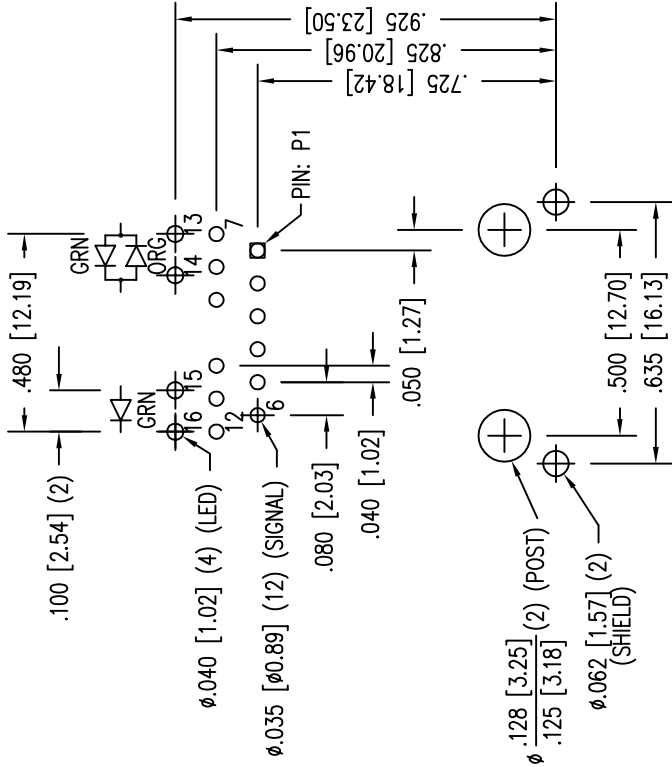 .925 [23.50]
.825 [20.96]
.725 [18.42]
.480 [12.19]
.100 [2.54] (2)
GRN
GRN
ORG
13
14
15
16
7
12
6
PIN: P1
ø.040 [1.02] (4) (LED)
ø.035 [ø0.89] (12) (SIGNAL)
.080 [2.03]
.040 [1.02]
.050 [1.27]
ø .128 [3.25]
.125 [3.18] (2) (POST)
ø.062 [1.57] (2)
(SHIELD)
.500 [12.70]
.635 [16.13]